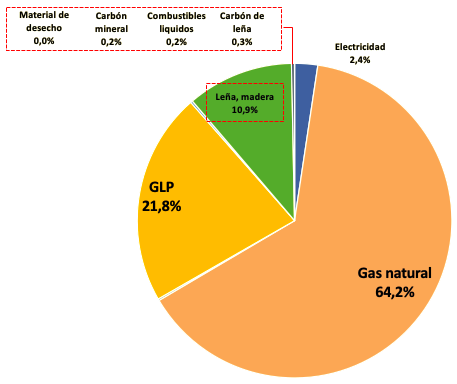 Material de
desecho
0,0%
Carbón
mineral
0,2%
Combustibles
liquidos
0,2%
Carbón de
leña
0,3%
Electricidad
2,4%
Leña, madera
10,9%
GLP
21,8%
Gas natural
64,2%